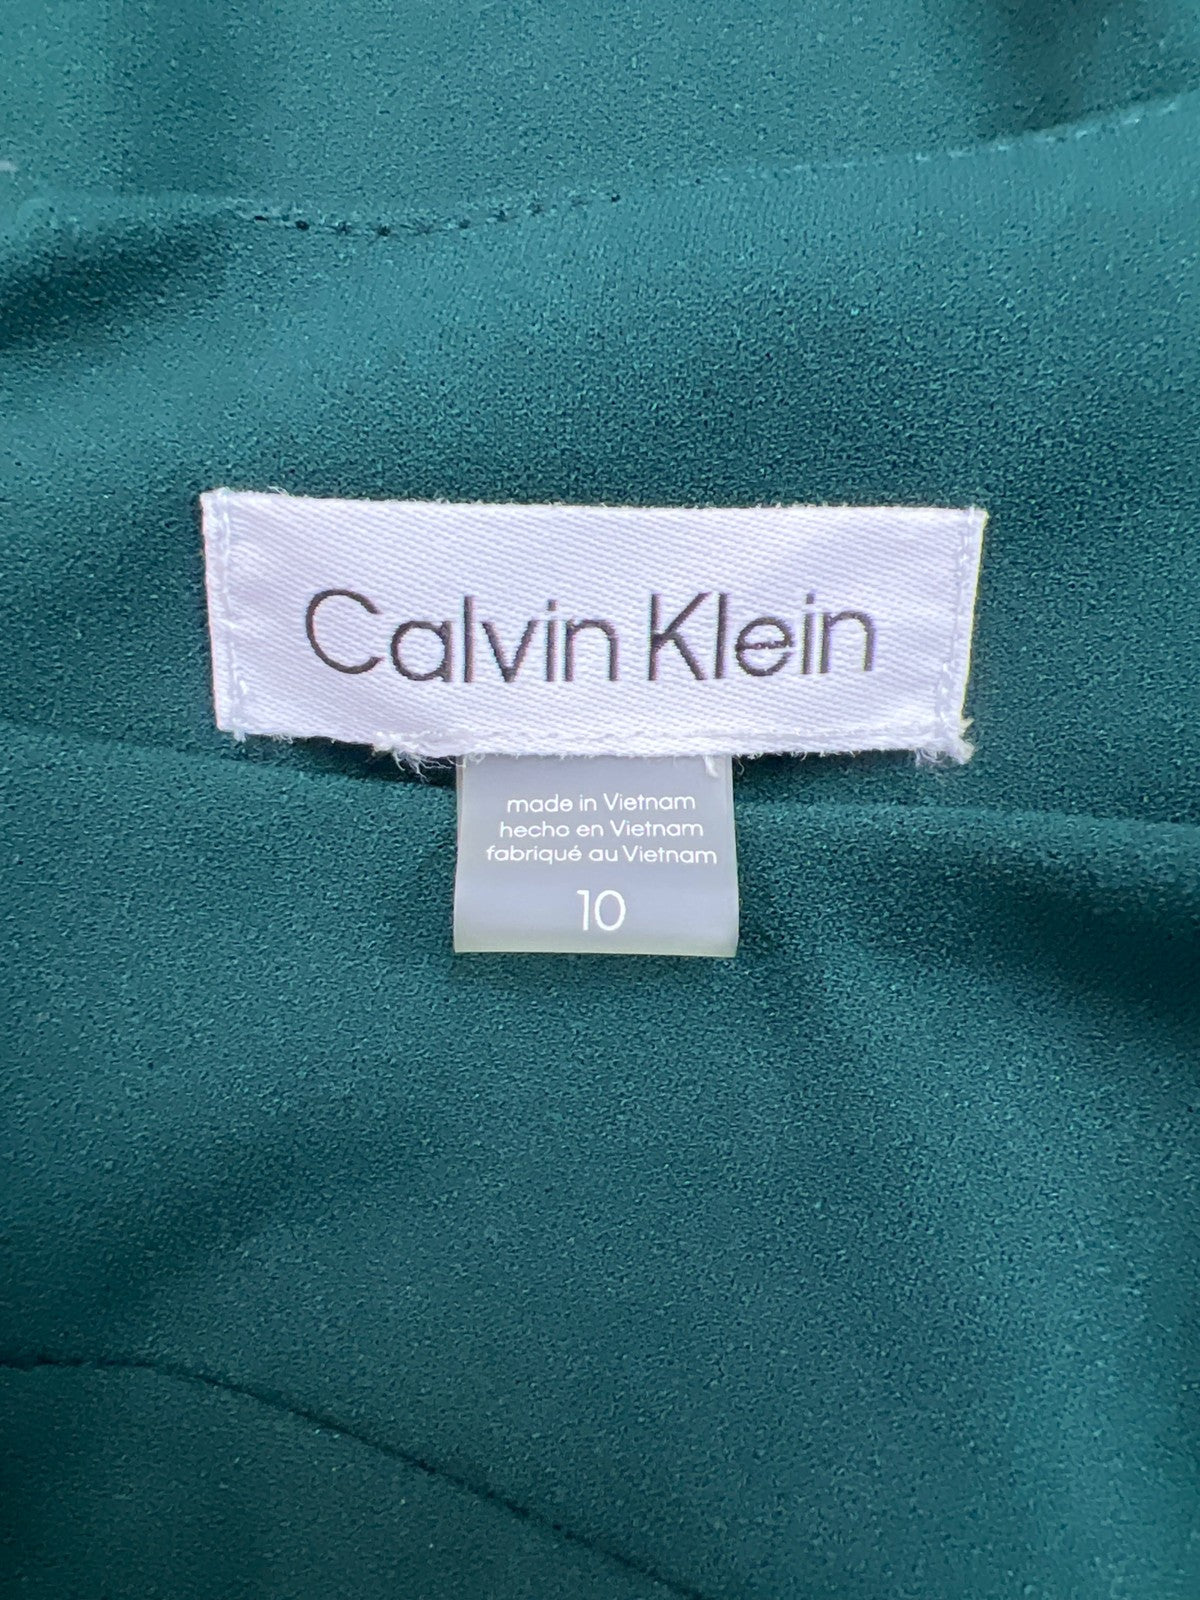 Calvin Klein
made in Vietnam
hecho en Vietnam
fabriqué au Vietnam
10